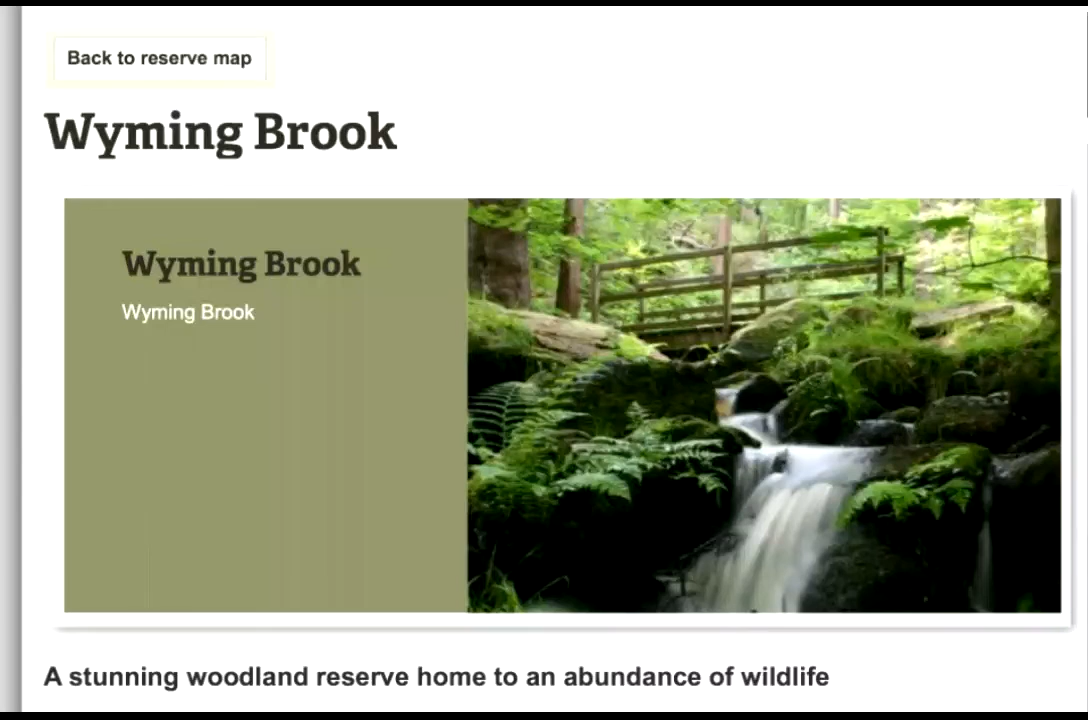 Back to reserve map
Wyming Brook
Wyming Brook
Wyming Brook
A stunning woodland reserve home to an abundance of wildlife